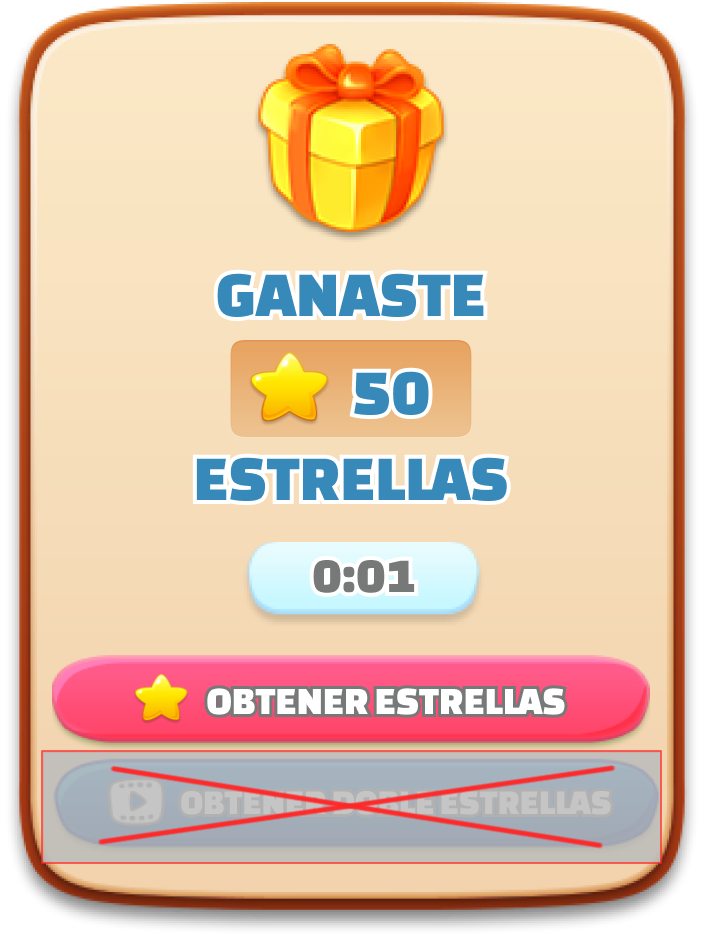 GANASTE
50
ESTRELLAS
0:01
OBTENER ESTRELLAS
OBTENER DOBLE ESTRELLAS